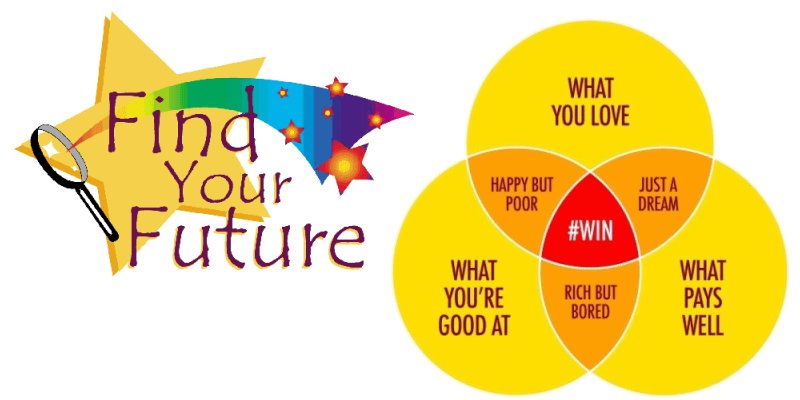 Find
Your
Future
WHAT
YOU LOVE
HAPPY BUT
POOR
JUST A
DREAM
#WIN
WHAT
YOU'RE
GOOD AT
RICH BUT
BORED
WHAT
PAYS
WELL